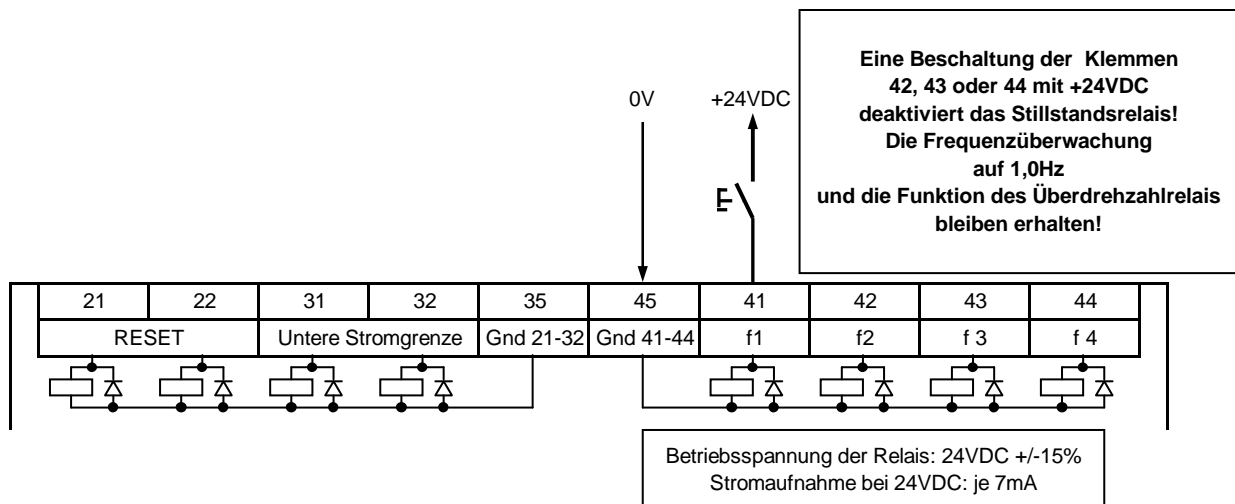 Eine Beschaltung der Klemmen
42, 43 oder 44 mit +24VDC
deaktiviert das Stillstandsrelais!
Die Frequenzüberwachung
auf 1,0Hz
und die Funktion des Überdrehzahlrelais
bleiben erhalten!
0V +24VDC
21 22 31 32 35 45 41 42 43 44
RESET Untere Stromgrenze Gnd 21-32 Gnd 41-44 f1 f2 f 3 f 4
Betriebsspannung der Relais: 24VDC +/-15%
Stromaufnahme bei 24VDC: je 7mA